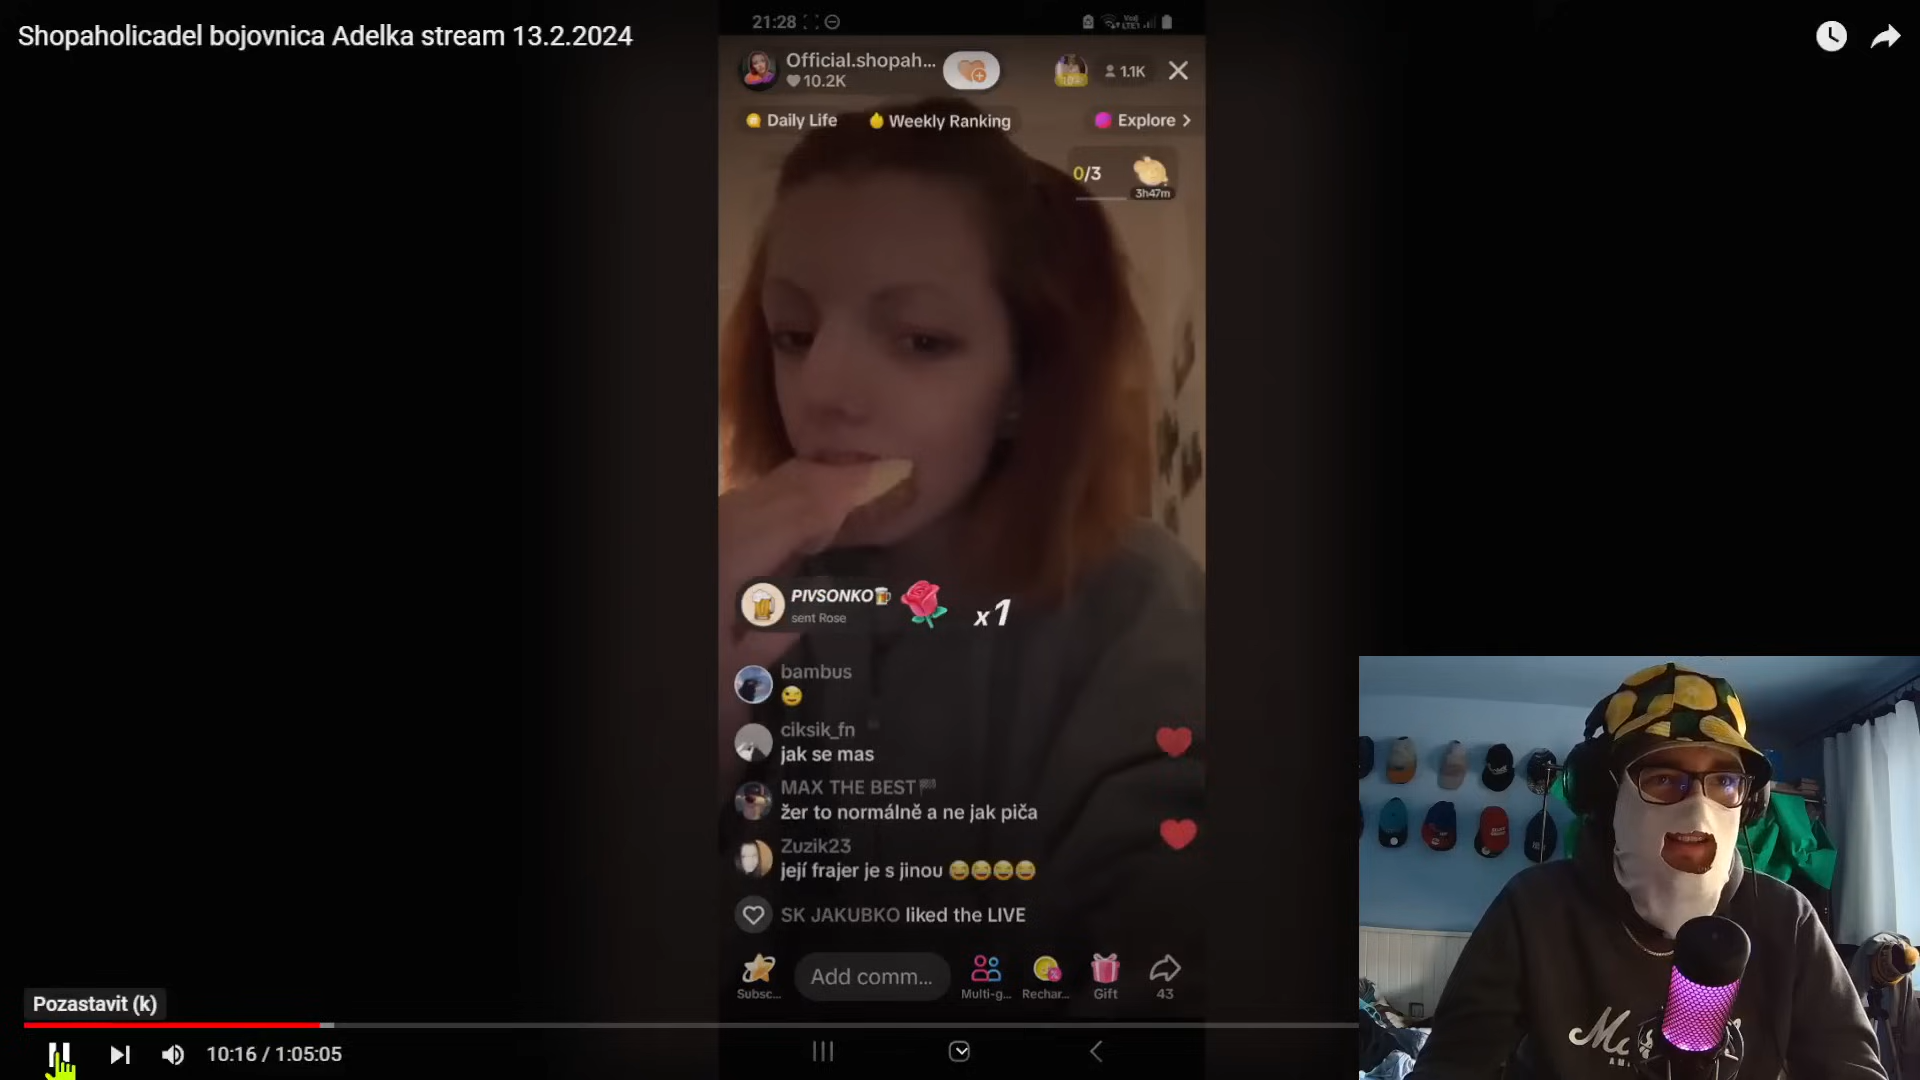 Shopaholicadel bojovnica Adelka stream 13.2.2024
21:28
Official.shopah...
10.2K
1.1K
Daily Life
Weekly Ranking
Explore >
0/3
3h47m
PIVSONKO🍺
sent Rose
x1
bambus
😉
ciksik_fn
jak se mas
MAX THE BEST🏴
žer to normálně a ne jak piča
Zuzik23
její frajer je s jinou 😂😂😂😂
SK JAKUBKO liked the LIVE
Subsc...
Add comm...
Multi-g...
Rechar...
Gift
43
Pozastavit (k)
10:16 / 1:05:05